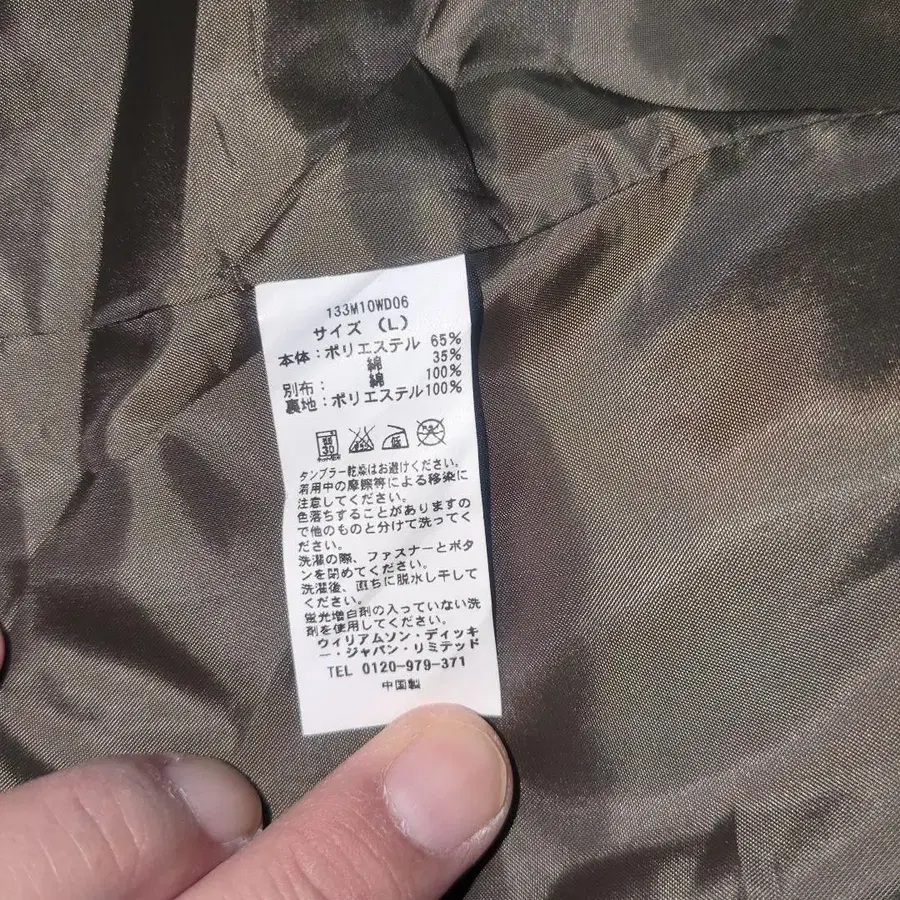 133M10WD06
サイズ (L)
本体:ポリエステル 65%
綿 35%
別布: 綿 100%
裏地:ポリエステル100%
30
低
タンブラー乾燥はお避けください。
着用中の摩擦等による移染に
注意してください。
色落ちすることがありますの
で他のものと分けて洗ってく
ださい。
洗濯の際、ファスナーとボタ
ンを閉めてください。
洗濯後、直ちに脱水し干して
ください。
蛍光増白剤の入っていない洗
剤を使用してください。
ウィリアムソン・ディッキ
ー・ジャパン・リミテッド
TEL 0120-979-371
中国製